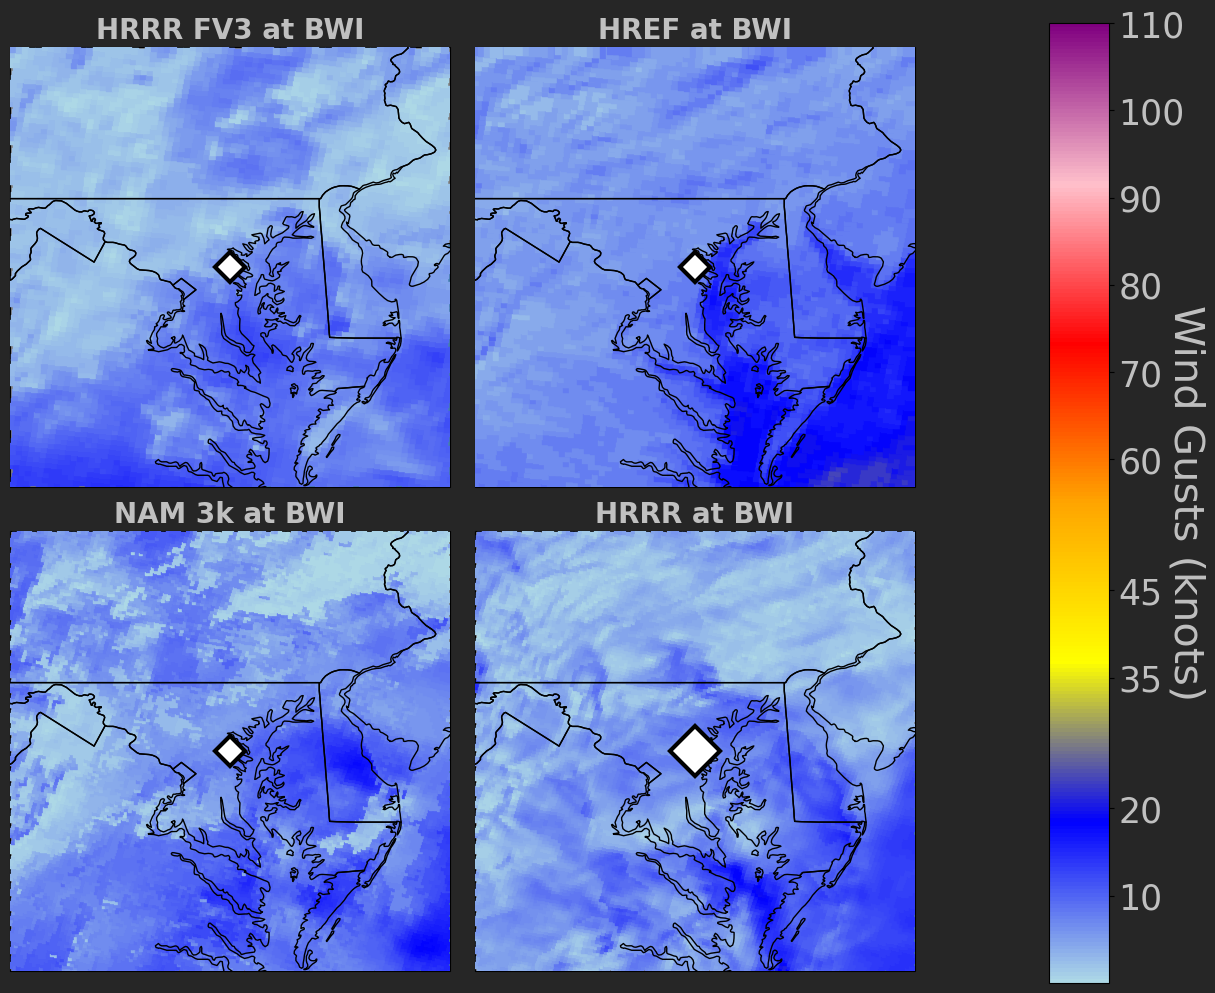 HRRR FV3 at BWI
HREF at BWI
NAM 3k at BWI
HRRR at BWI
110
100
90
80
70
60
45
35
20
10
Wind Gusts (knots)